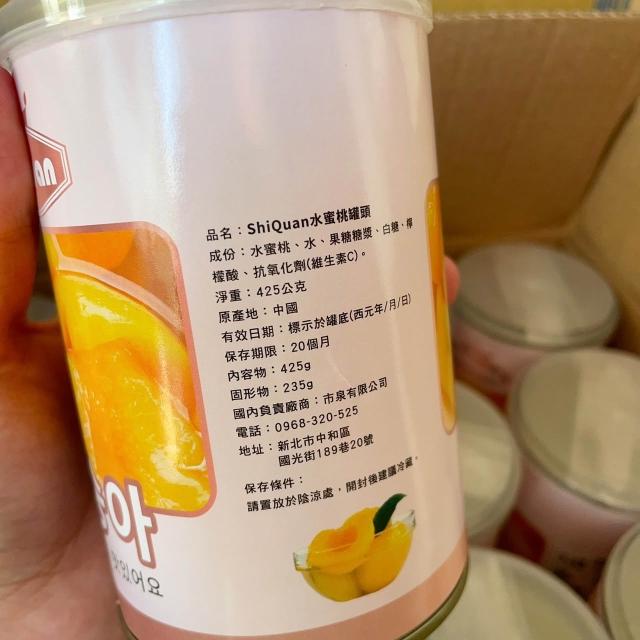 an
品名：ShiQuan水蜜桃罐頭
成份：水蜜桃、水、果糖糖漿、白糖、檸
檬酸、抗氧化劑(維生素C)。
淨重：425公克
原產地：中國
有效日期：標示於罐底(西元年/月/日)
保存期限：20個月
內容物：425g
固形物：235g
國內負責廠商：市泉有限公司
電話：0968-320-525
地址：新北市中和區
國光街189巷20號
保存條件：
請置放於陰涼處，開封後建議冷藏。
아
맛있어요